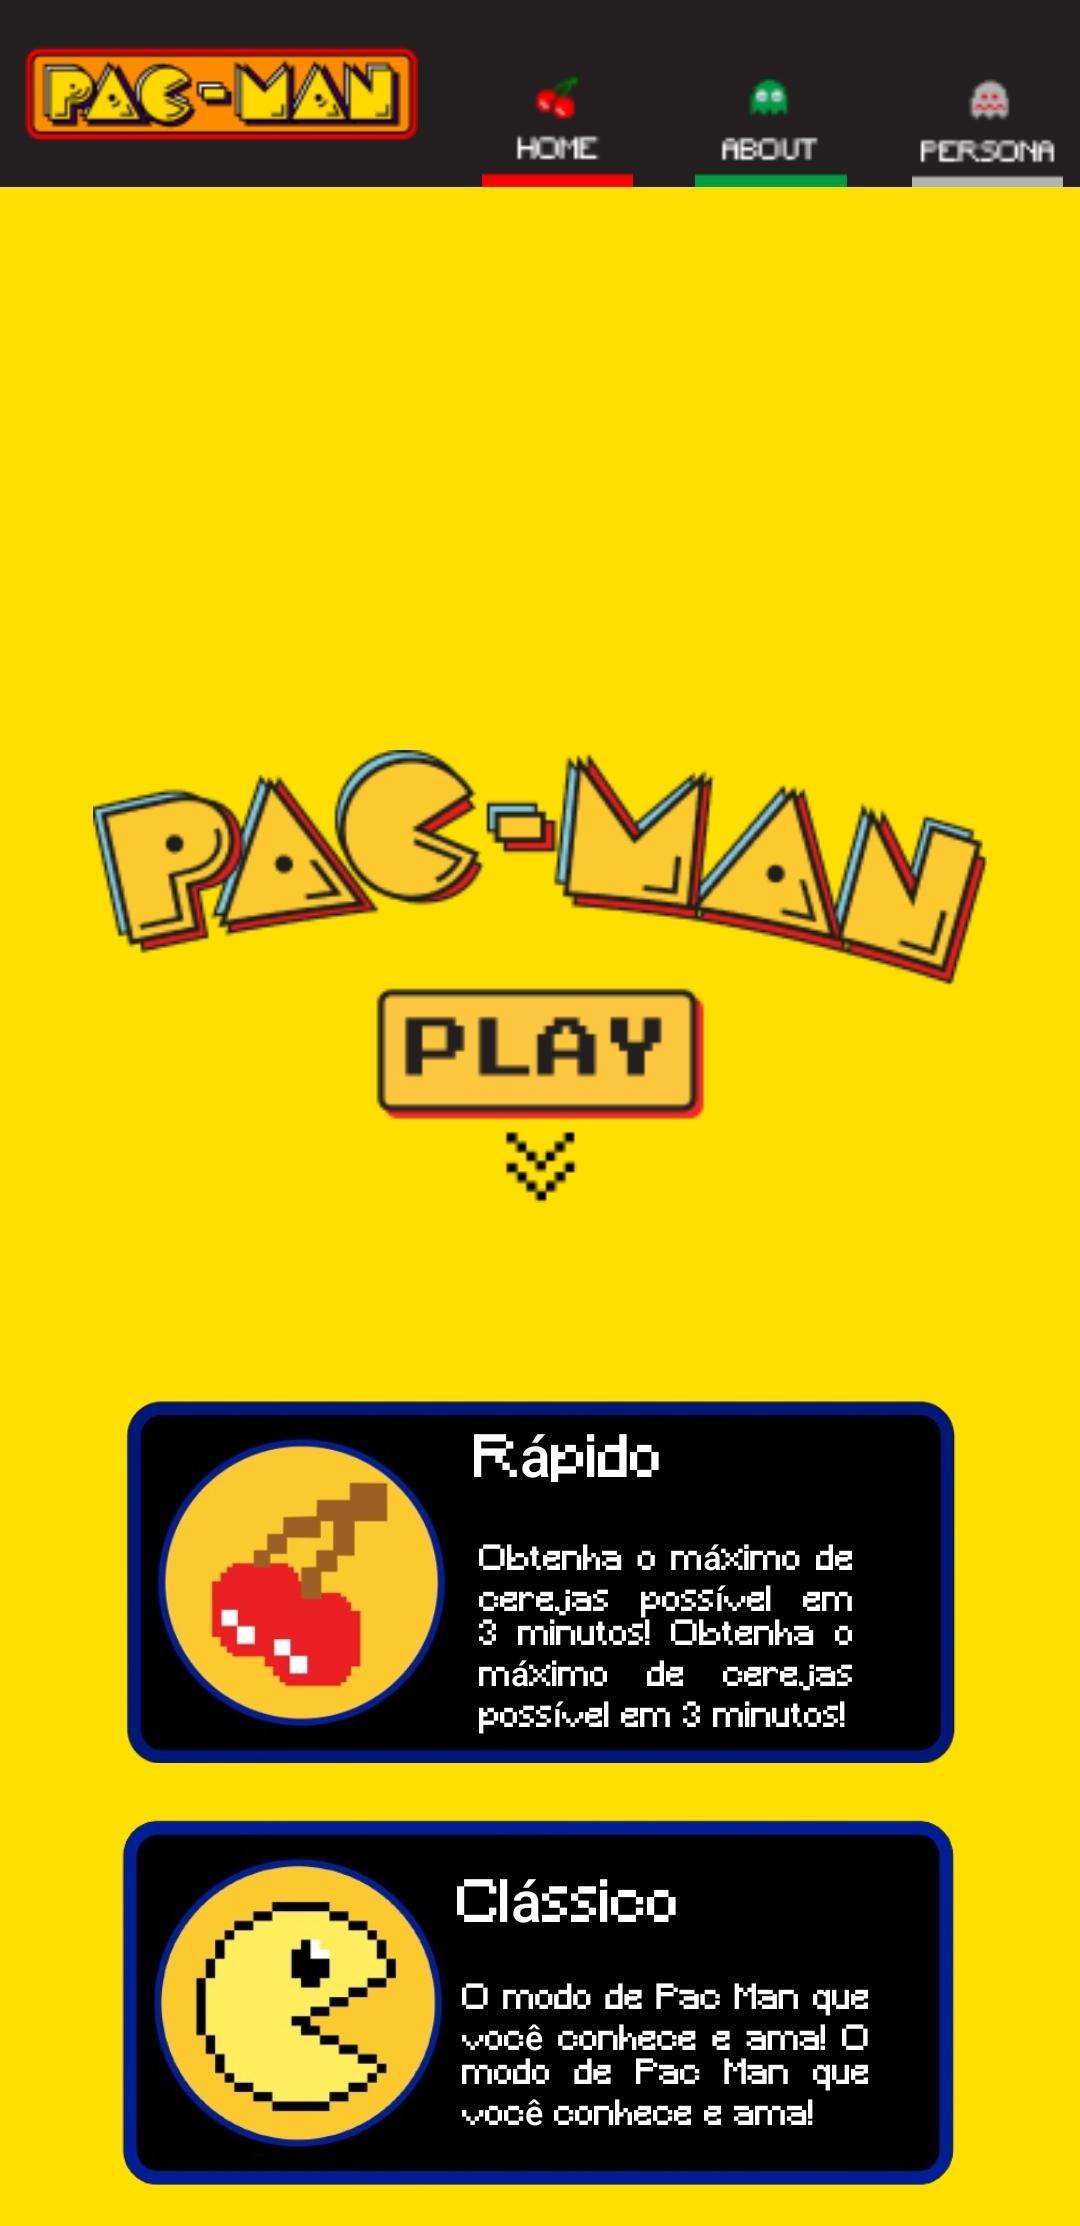 PAC-MAN
HOME
ABOUT
PERSONA
PAC-MAN
PLAY
Rápido
Obtenha o máximo de
cerejas possível em
3 minutos! Obtenha o
máximo de cerejas
possível em 3 minutos!
Clássico
O modo de Pac Man que
você conhece e ama! O
modo de Pac Man que
você conhece e ama!